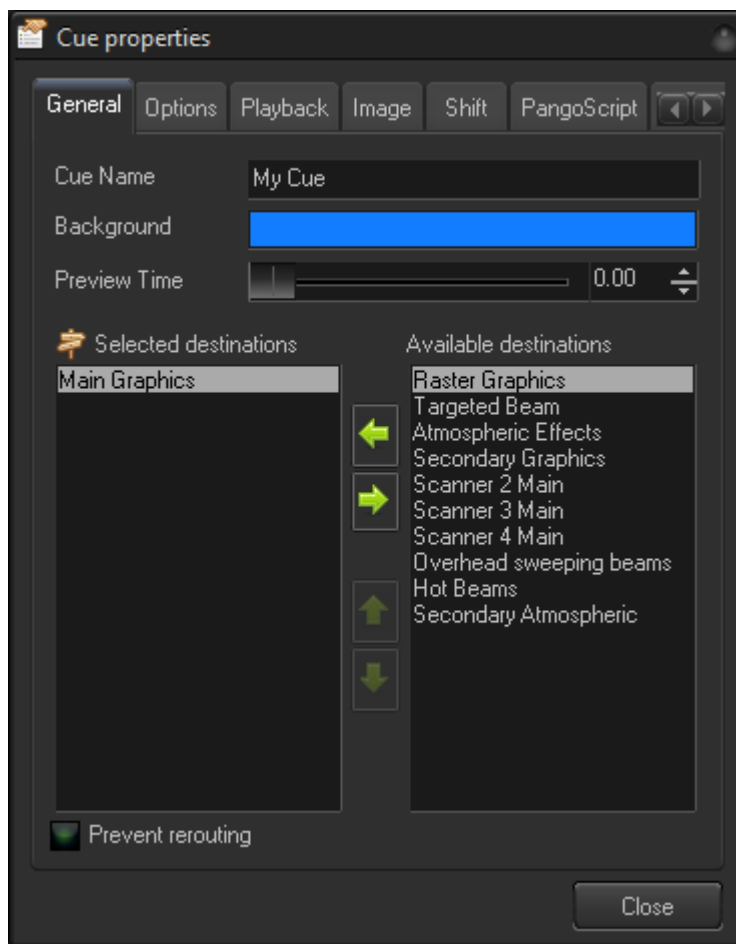 Cue properties
General Options Playback Image Shift PangoScript
Cue Name My Cue
Background
Preview Time 0.00
Selected destinations Available destinations
Main Graphics Raster Graphics
Targeted Beam
Atmospheric Effects
Secondary Graphics
Scanner 2 Main
Scanner 3 Main
Scanner 4 Main
Overhead sweeping beams
Hot Beams
Secondary Atmospheric
Prevent rerouting
Close